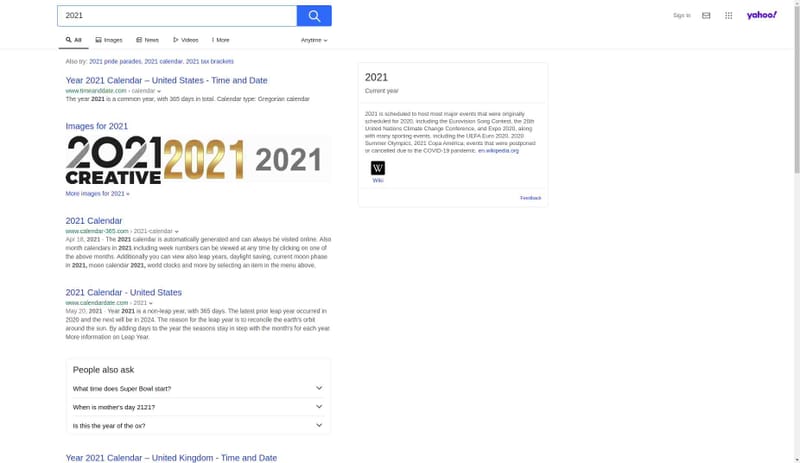 2021
Sign In
yahoo!
All
Images
News
Videos
More
Anytime
Also try: 2021 pride parades, 2021 calendar, 2021 tax brackets
Year 2021 Calendar – United States - Time and Date
www.timeanddate.com › calendar
The year 2021 is a common year, with 365 days in total. Calendar type: Gregorian calendar
Images for 2021
2021
CREATIVE
2021
2021
More images for 2021 »
2021 Calendar
www.calendar-365.com › 2021-calendar
Apr 18, 2021 · The 2021 calendar is automatically generated and can always be visited online. Also
month calendars in 2021 including week numbers can be viewed at any time by clicking on one of
the above months. Additionally you can view also leap years, daylight saving, current moon phase
in 2021, moon calendar 2021, world clocks and more by selecting an item in the menu above.
2021 Calendar - United States
www.calendardate.com › 2021
May 20, 2021 · Year 2021 is a non-leap year, with 365 days. The latest prior leap year occurred in
2020 and the next will be in 2024. The reason for the leap year is to reconcile the earth's orbit
around the sun. By adding days to the year the seasons stay in step with the month's for each year.
More information on Leap Year.
People also ask
What time does Super Bowl start?
When is mother's day 2121?
Is this the year of the ox?
Year 2021 Calendar – United Kingdom - Time and Date
2021
Current year
2021 is scheduled to host most major events that were originally
scheduled for 2020, including the Eurovision Song Contest, the 26th
United Nations Climate Change Conference, and Expo 2020, along
with many sporting events, including the UEFA Euro 2020, 2020
Summer Olympics, 2021 Copa América, events that were postponed
or cancelled due to the COVID-19 pandemic. en.wikipedia.org
W
Wiki
Feedback